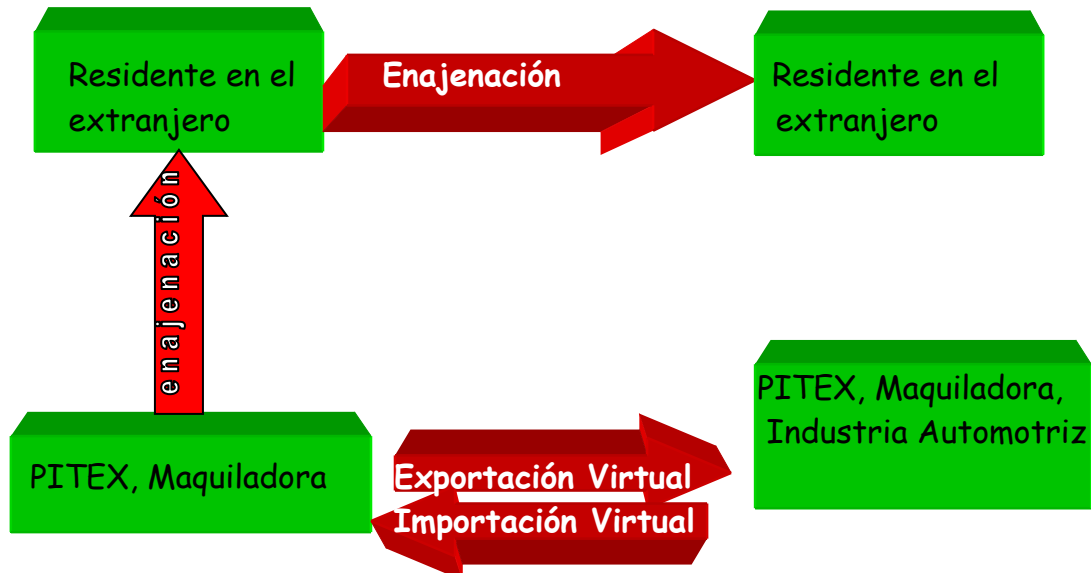 Residente en el
extranjero
Enajenación
Residente en el
extranjero
enajenación
PITEX, Maquiladora,
Industria Automotriz
PITEX, Maquiladora
Exportación Virtual
Importación Virtual